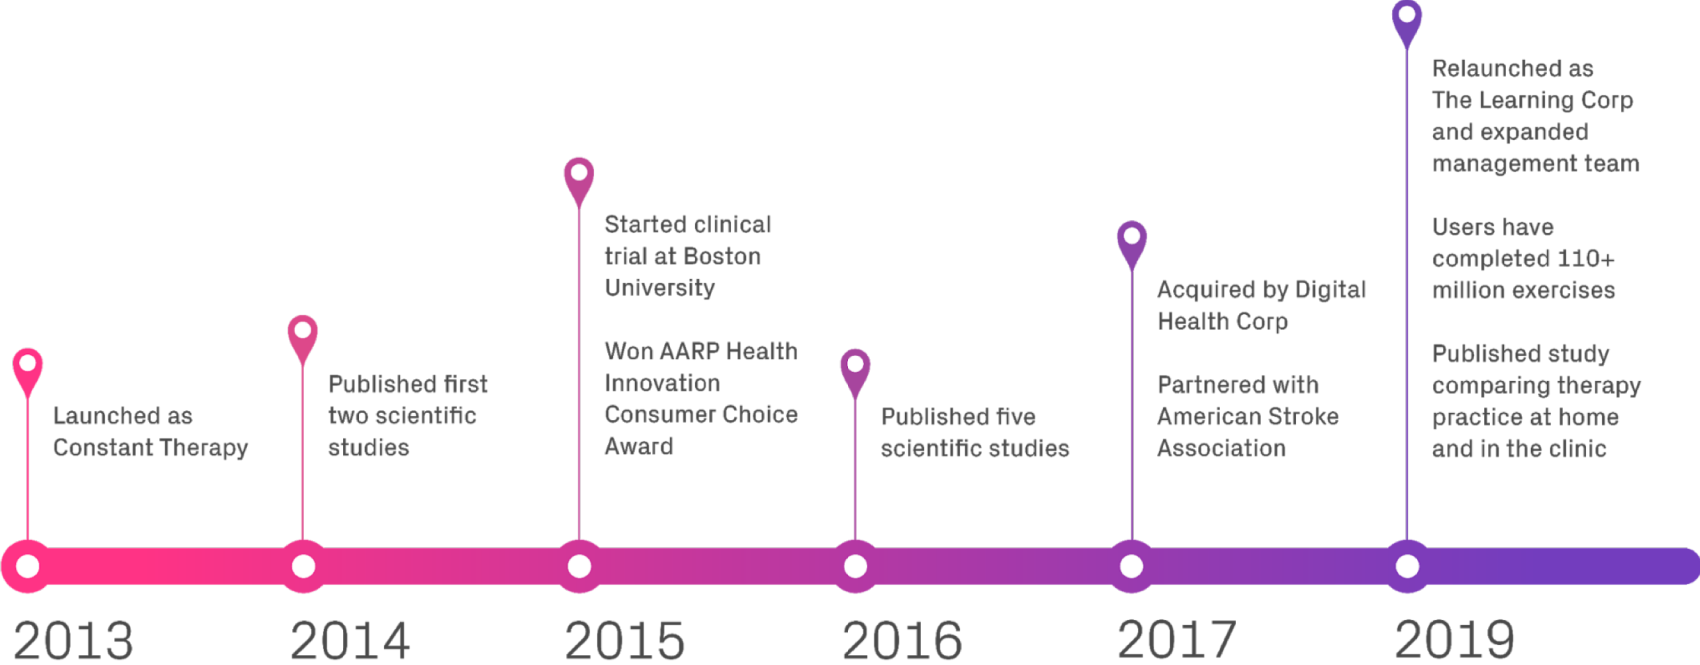 Launched as
Constant Therapy
2013
Published first
two scientific
studies
2014
Started clinical
trial at Boston
University
Won AARP Health
Innovation
Consumer Choice
Award
2015
Published five
scientific studies
2016
Acquired by Digital
Health Corp
Partnered with
American Stroke
Association
2017
Relaunched as
The Learning Corp
and expanded
management team
Users have
completed 110+
million exercises
Published study
comparing therapy
practice at home
and in the clinic
2019